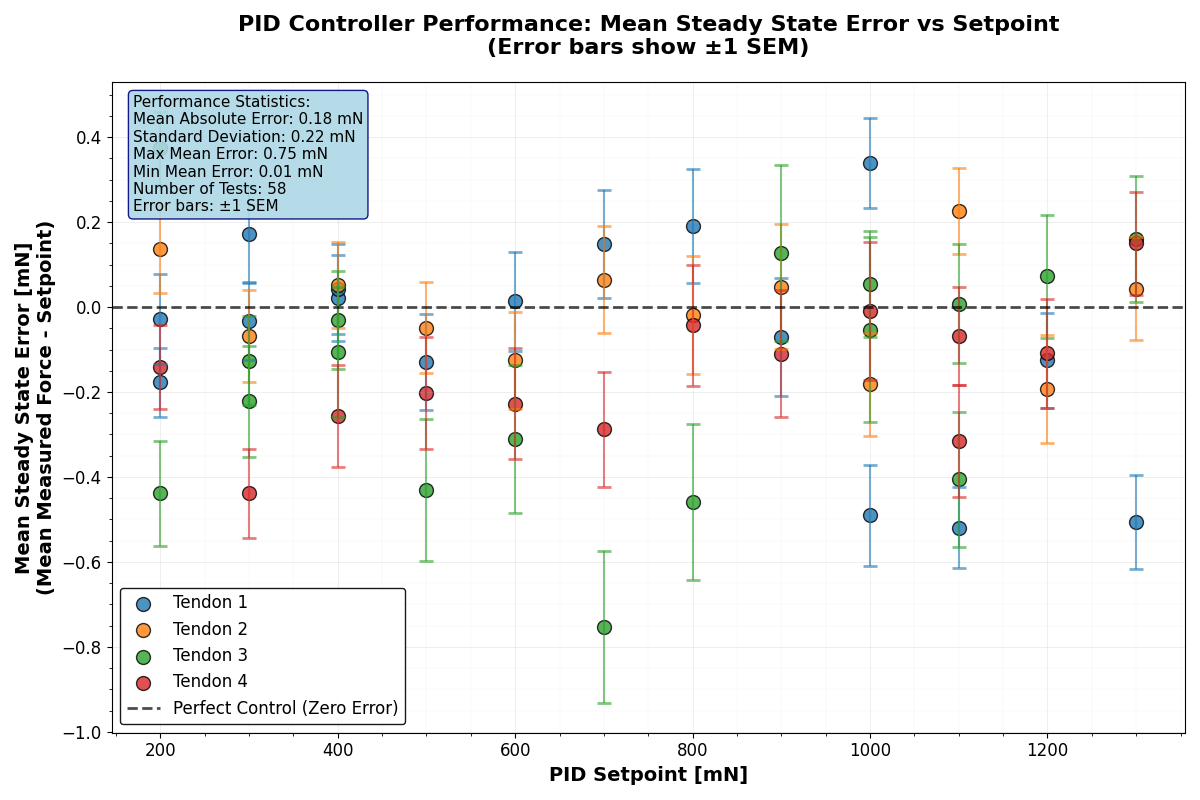 PID Controller Performance: Mean Steady State Error vs Setpoint
(Error bars show ±1 SEM)
Performance Statistics:
Mean Absolute Error: 0.18 mN
Standard Deviation: 0.22 mN
Max Mean Error: 0.75 mN
Min Mean Error: 0.01 mN
Number of Tests: 58
Error bars: ±1 SEM
Mean Steady State Error [mN]
(Mean Measured Force - Setpoint)
0.4
0.2
0.0
−0.2
−0.4
−0.6
−0.8
−1.0
Tendon 1
Tendon 2
Tendon 3
Tendon 4
Perfect Control (Zero Error)
200 400 600 800 1000 1200
PID Setpoint [mN]